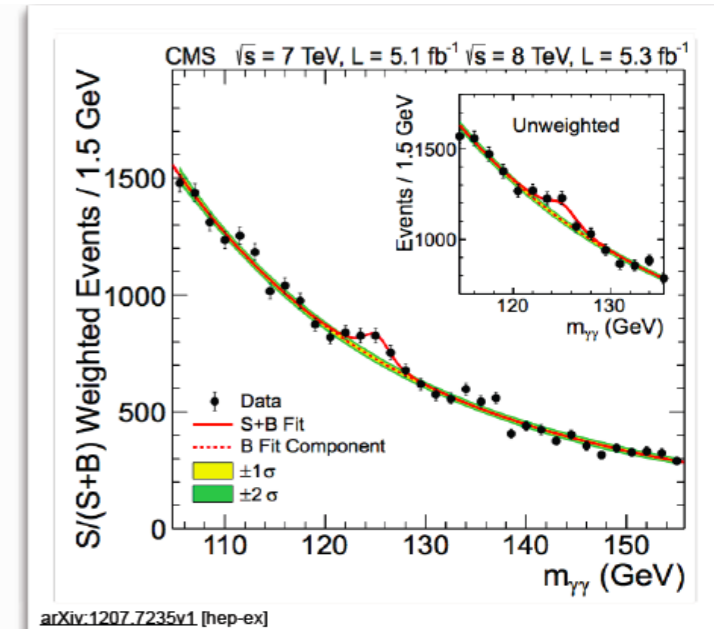 CMS √s = 7 TeV, L = 5.1 fb⁻¹ √s = 8 TeV, L = 5.3 fb⁻¹
S/(S+B) Weighted Events / 1.5 GeV
1500
1000
500
0
Unweighted
Events / 1.5 GeV
1500
1000
120
130
mγγ (GeV)
Data
S+B Fit
B Fit Component
±1σ
±2 σ
110
120
130
140
150
mγγ (GeV)
arXiv:1207.7235v1 [hep-ex]